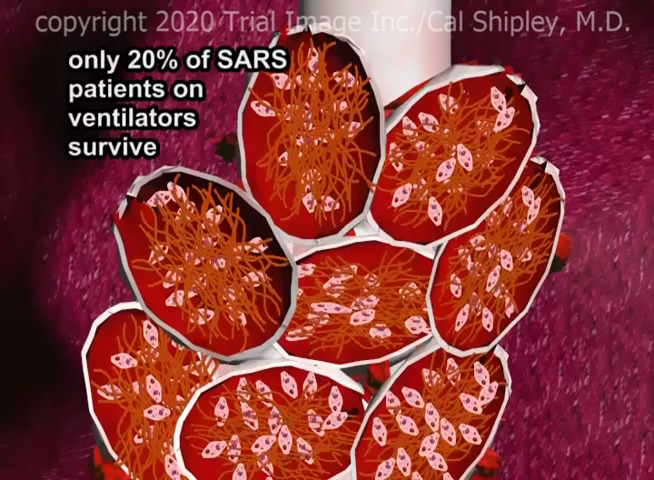 copyright 2020 Trial Image Inc./Cal Shipley, M.D.
only 20% of SARS
patients on
ventilators
survive